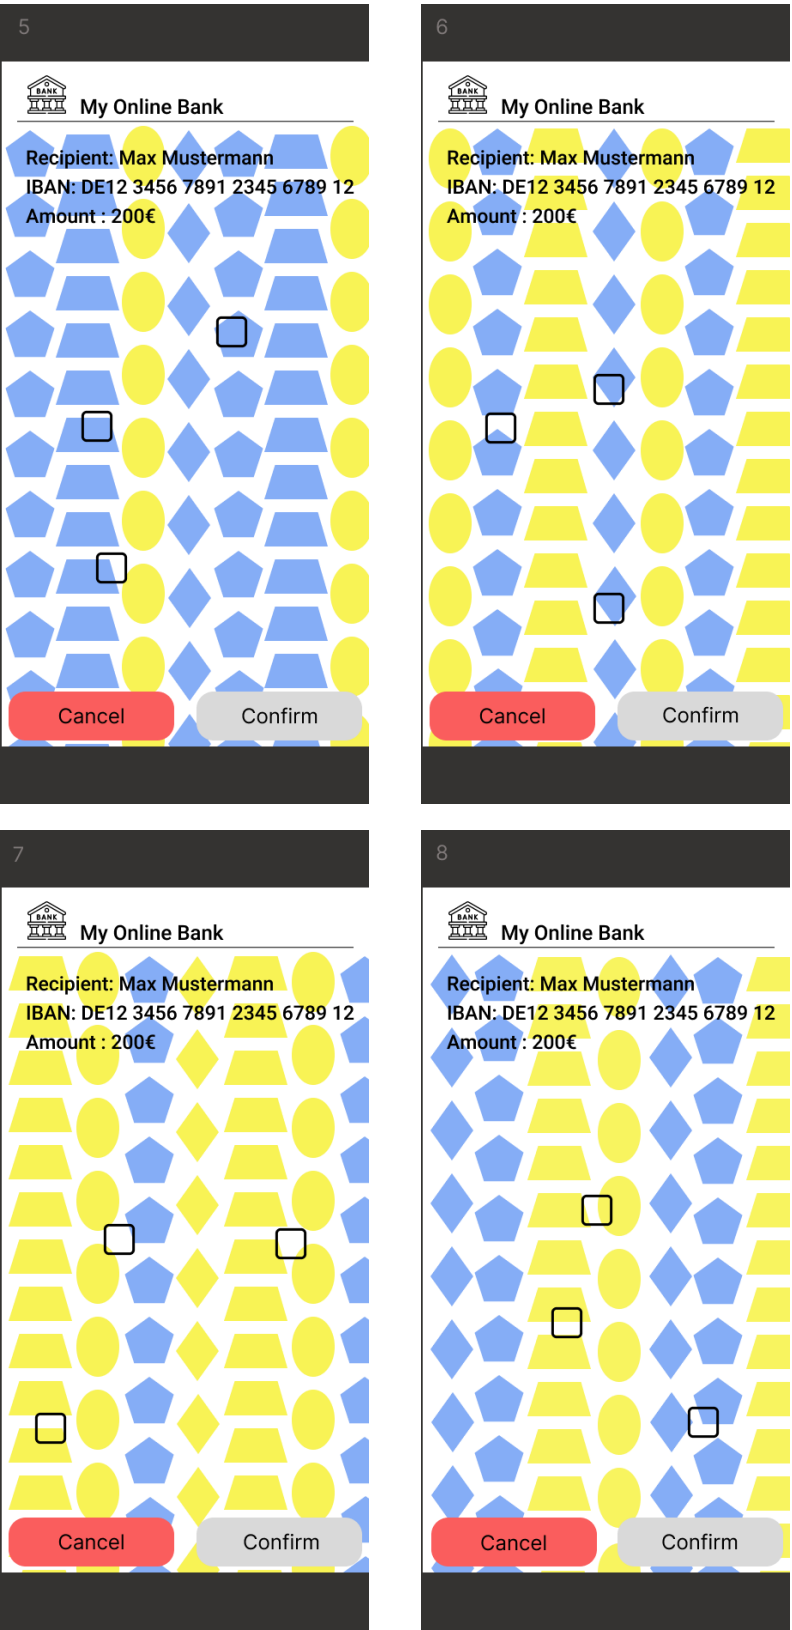 5
BANK
My Online Bank
Recipient: Max Mustermann
IBAN: DE12 3456 7891 2345 6789 12
Amount : 200€
Cancel
Confirm
6
BANK
My Online Bank
Recipient: Max Mustermann
IBAN: DE12 3456 7891 2345 6789 12
Amount : 200€
Cancel
Confirm
7
BANK
My Online Bank
Recipient: Max Mustermann
IBAN: DE12 3456 7891 2345 6789 12
Amount : 200€
Cancel
Confirm
8
BANK
My Online Bank
Recipient: Max Mustermann
IBAN: DE12 3456 7891 2345 6789 12
Amount : 200€
Cancel
Confirm